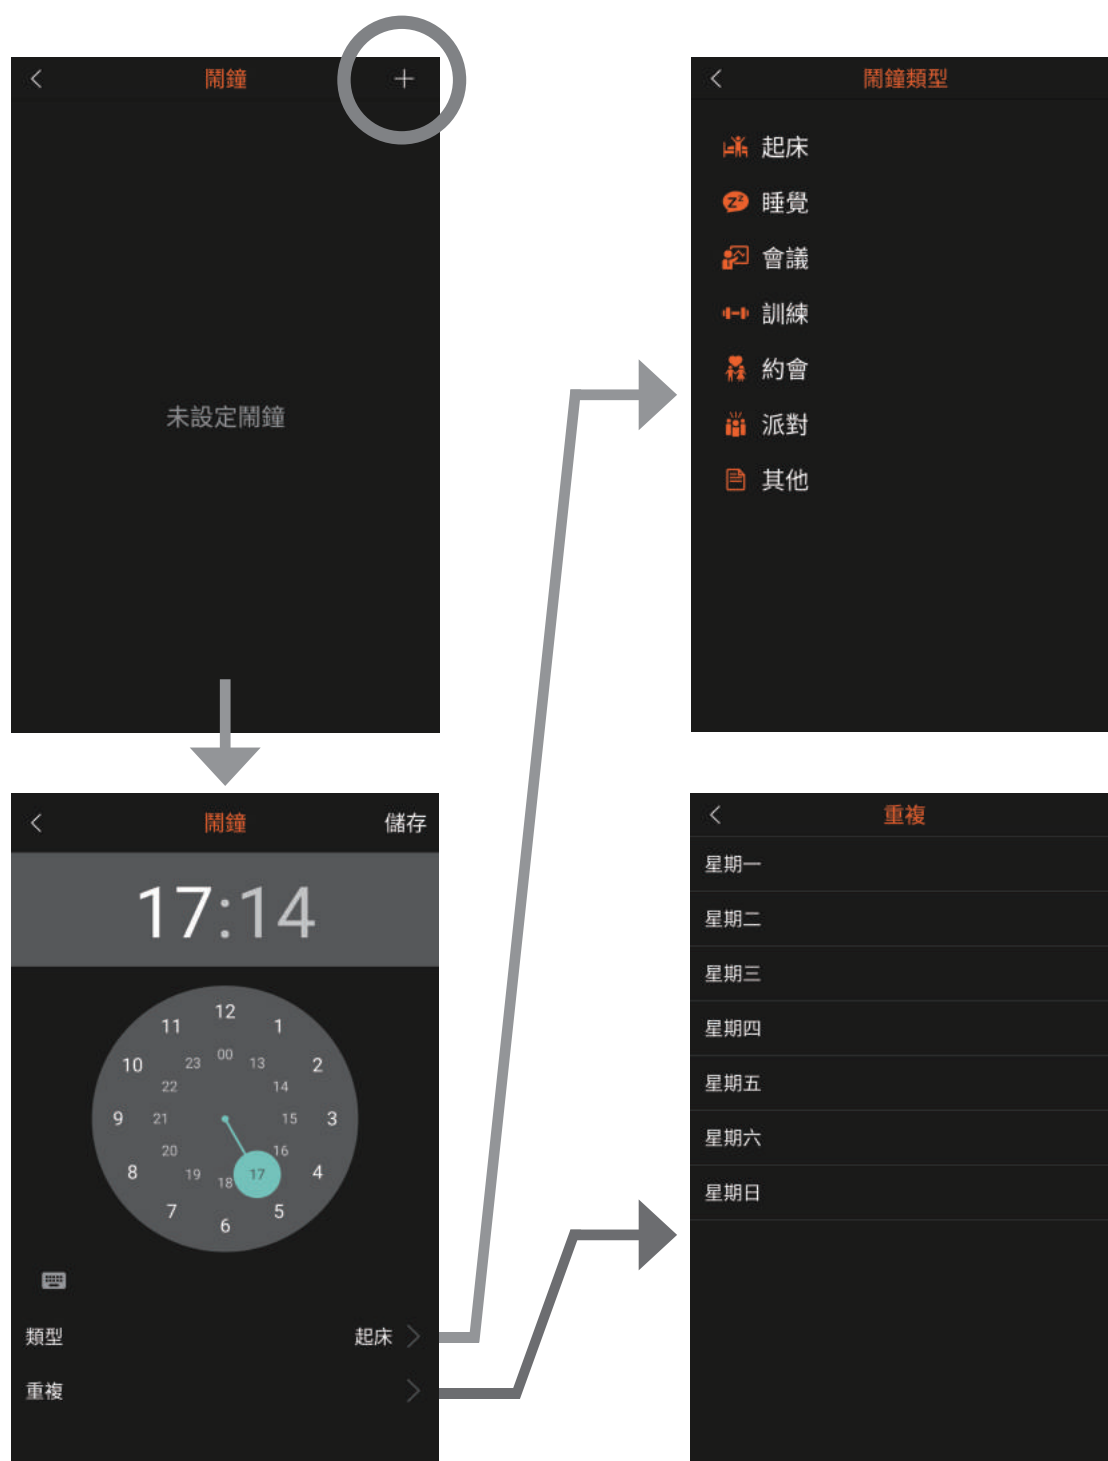 鬧鐘
未設定鬧鐘
鬧鐘類型
起床
睡覺
會議
訓練
約會
派對
其他
鬧鐘 儲存
17:14
12
11 1
00
23 13
10 2
22 14
9 21 15 3
20 16
8 19 17 4
18
7 5
6
類型 起床
重複
重複
星期一
星期二
星期三
星期四
星期五
星期六
星期日